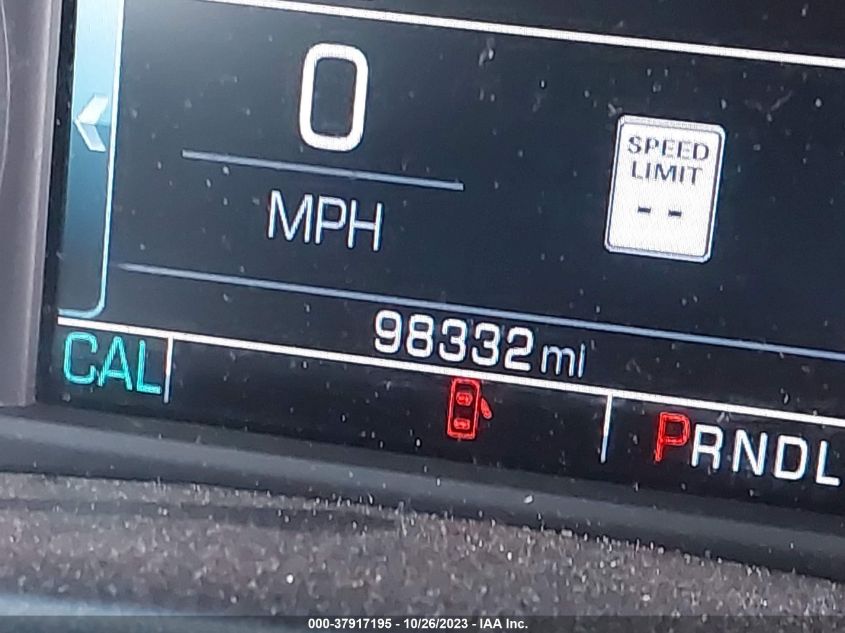 0
MPH
SPEED
LIMIT
--
98332 mi
CAL
PRNDL
000-37917195 - 10/26/2023 - IAA Inc.